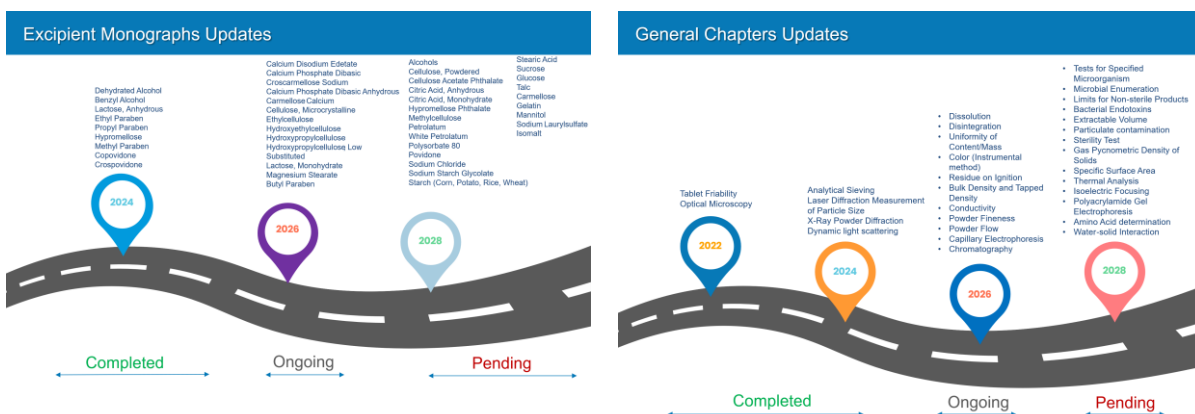 Excipient Monographs Updates
Dehydrated Alcohol
Benzyl Alcohol
Lactose, Anhydrous
Ethyl Paraben
Propyl Paraben
Hypromellose
Methyl Paraben
Copovidone
Crospovidone
2024
Calcium Disodium Edetate
Calcium Phosphate Dibasic
Croscarmellose Sodium
Calcium Phosphate Dibasic Anhydrous
Carmellose Calcium
Cellulose, Microcrystalline
Ethylcellulose
Hydroxyethylcellulose
Hydroxypropylcellulose
Hydroxypropylcellulose, Low
Substituted
Lactose, Monohydrate
Magnesium Stearate
Butyl Paraben
2026
Alcohols
Cellulose, Powdered
Cellulose Acetate Phthalate
Citric Acid, Anhydrous
Citric Acid, Monohydrate
Hypromellose Phthalate
Methylcellulose
Petrolatum
White Petrolatum
Polysorbate 80
Povidone
Sodium Chloride
Sodium Starch Glycolate
Starch (Corn, Potato, Rice, Wheat)
Stearic Acid
Sucrose
Glucose
Talc
Carmellose
Gelatin
Mannitol
Sodium Laurylsulfate
Isomalt
2028
Completed
Ongoing
Pending
General Chapters Updates
Tablet Friability
Optical Microscopy
2022
Analytical Sieving
Laser Diffraction Measurement
of Particle Size
X-Ray Powder Diffraction
Dynamic light scattering
2024
• Dissolution
• Disintegration
• Uniformity of
Content/Mass
• Color (Instrumental
method)
• Residue on Ignition
• Bulk Density and Tapped
Density
• Conductivity
• Powder Fineness
• Powder Flow
• Capillary Electrophoresis
• Chromatography
2026
• Tests for Specified
Microorganism
• Microbial Enumeration
• Limits for Non-sterile Products
• Bacterial Endotoxins
• Extractable Volume
• Particulate contamination
• Sterility Test
• Gas Pycnometric Density of
Solids
• Specific Surface Area
• Thermal Analysis
• Isoelectric Focusing
• Polyacrylamide Gel
Electrophoresis
• Amino Acid determination
• Water-solid Interaction
2028
Completed
Ongoing
Pending